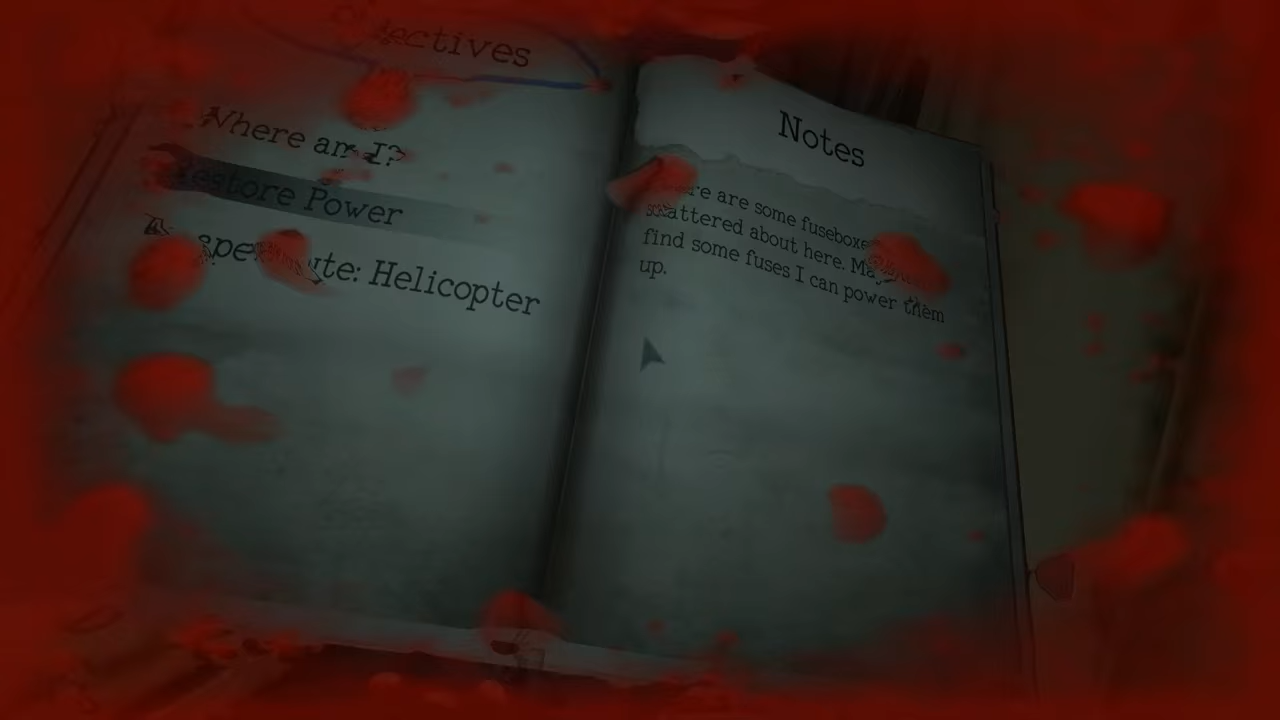 Where am I?
Restore Power
Helicopter
Notes
are some fuseboxes
scattered about here.
find some fuses I can power them
up.